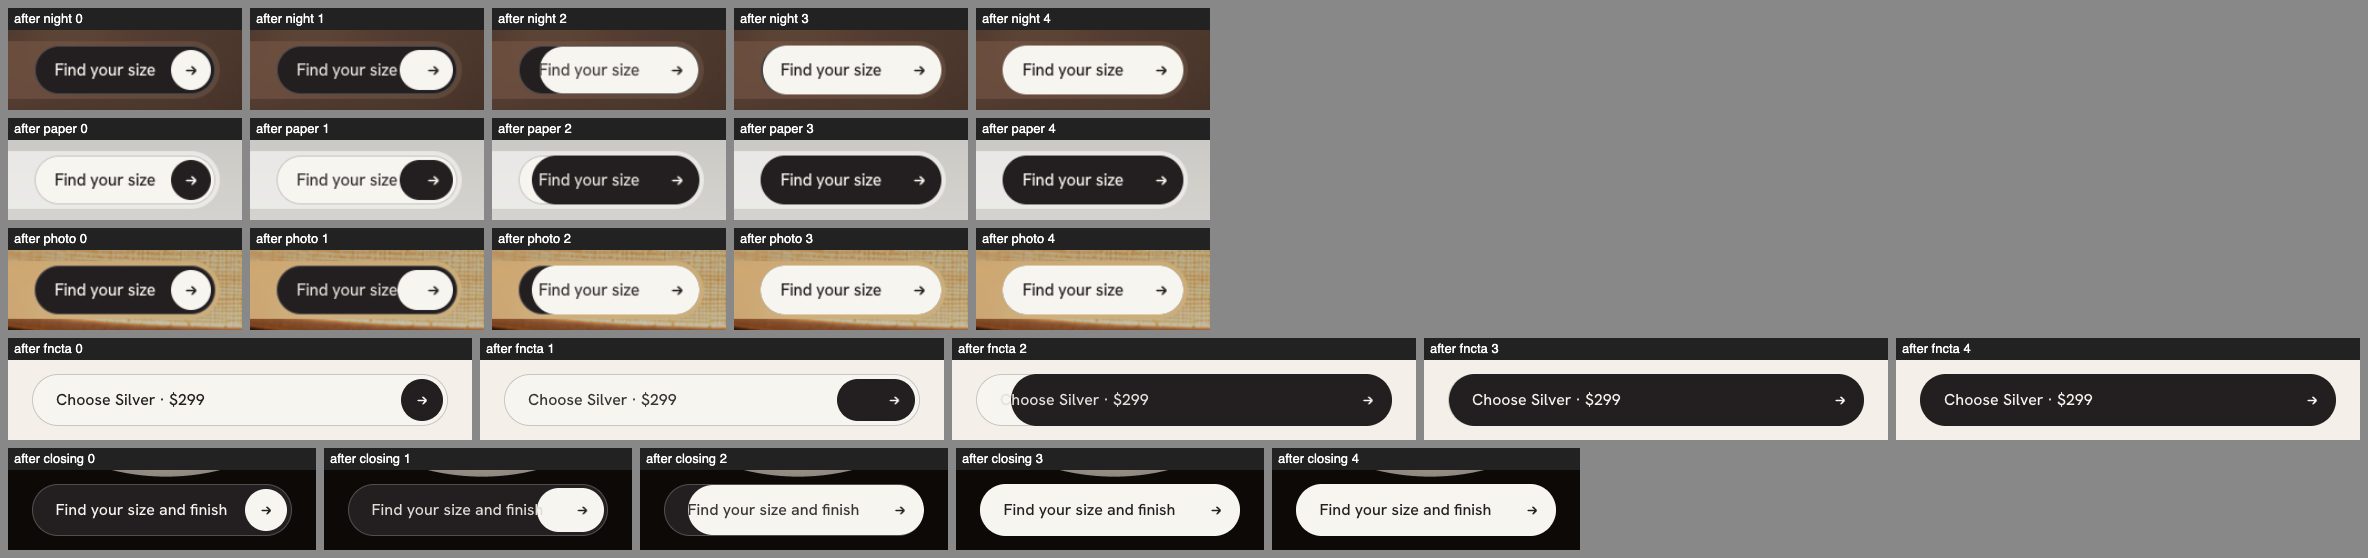 after night 0 after night 1 after night 2 after night 3 after night 4
Find your size → Find your size → Find your size → Find your size → Find your size →
after paper 0 after paper 1 after paper 2 after paper 3 after paper 4
Find your size → Find your size → Find your size → Find your size → Find your size →
after photo 0 after photo 1 after photo 2 after photo 3 after photo 4
Find your size → Find your size → Find your size → Find your size → Find your size →
after fncta 0 after fncta 1 after fncta 2 after fncta 3 after fncta 4
Choose Silver · $299 → Choose Silver · $299 → Choose Silver · $299 → Choose Silver · $299 → Choose Silver · $299 →
after closing 0 after closing 1 after closing 2 after closing 3 after closing 4
Find your size and finish → Find your size and finish → Find your size and finish → Find your size and finish → Find your size and finish →